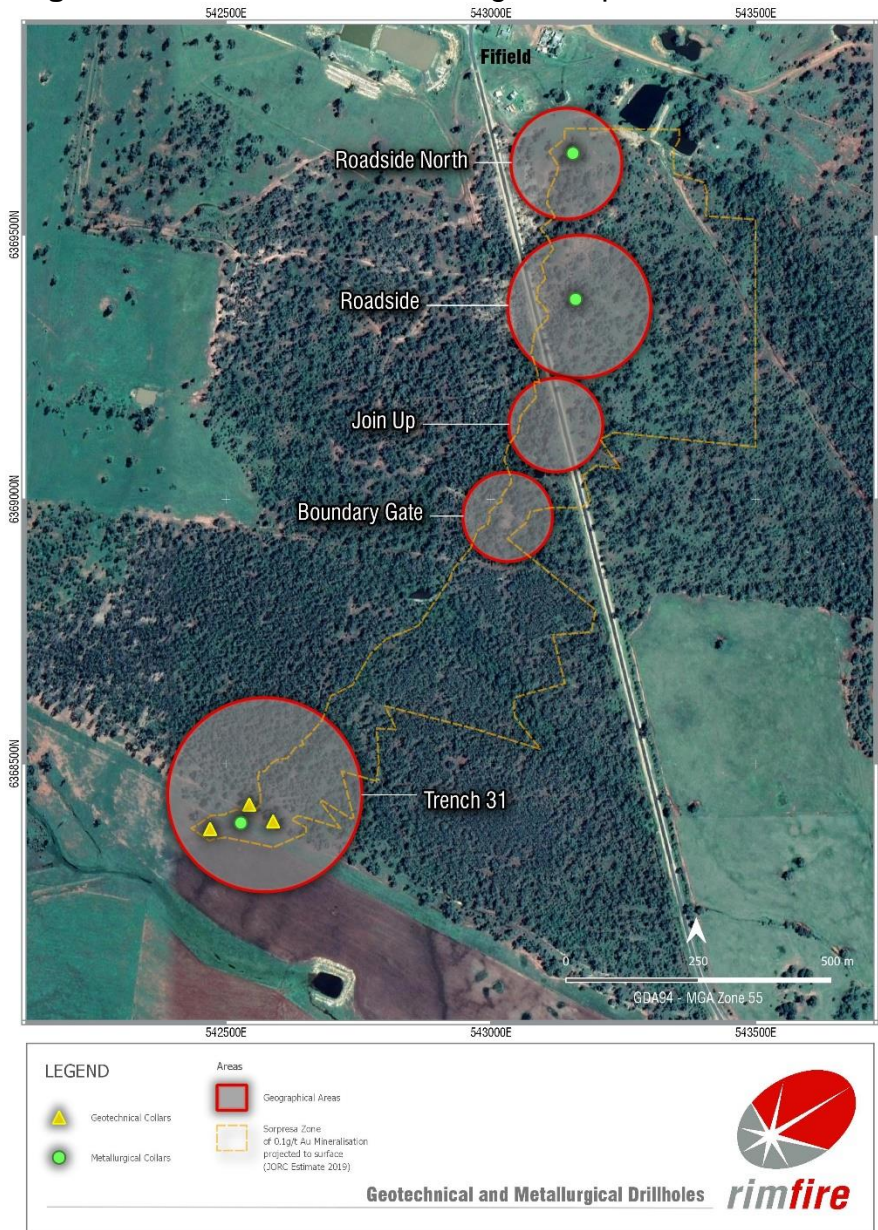 542500E
543000E
543500E
Fifield
Roadside North
6369500N
Roadside
Join Up
6369000N
Boundary Gate
6368500N
Trench 31
0
250
500 m
GDA94 - MGA Zone 55
542500E
543000E
543500E
LEGEND
Areas
Geotechnical Collars
Metallurgical Collars
Geographical Areas
Sorpresa Zone
of 0.1g/t Au Mineralisation
projected to surface
(JORC Estimate 2019)
Geotechnical and Metallurgical Drillholes
rimfire